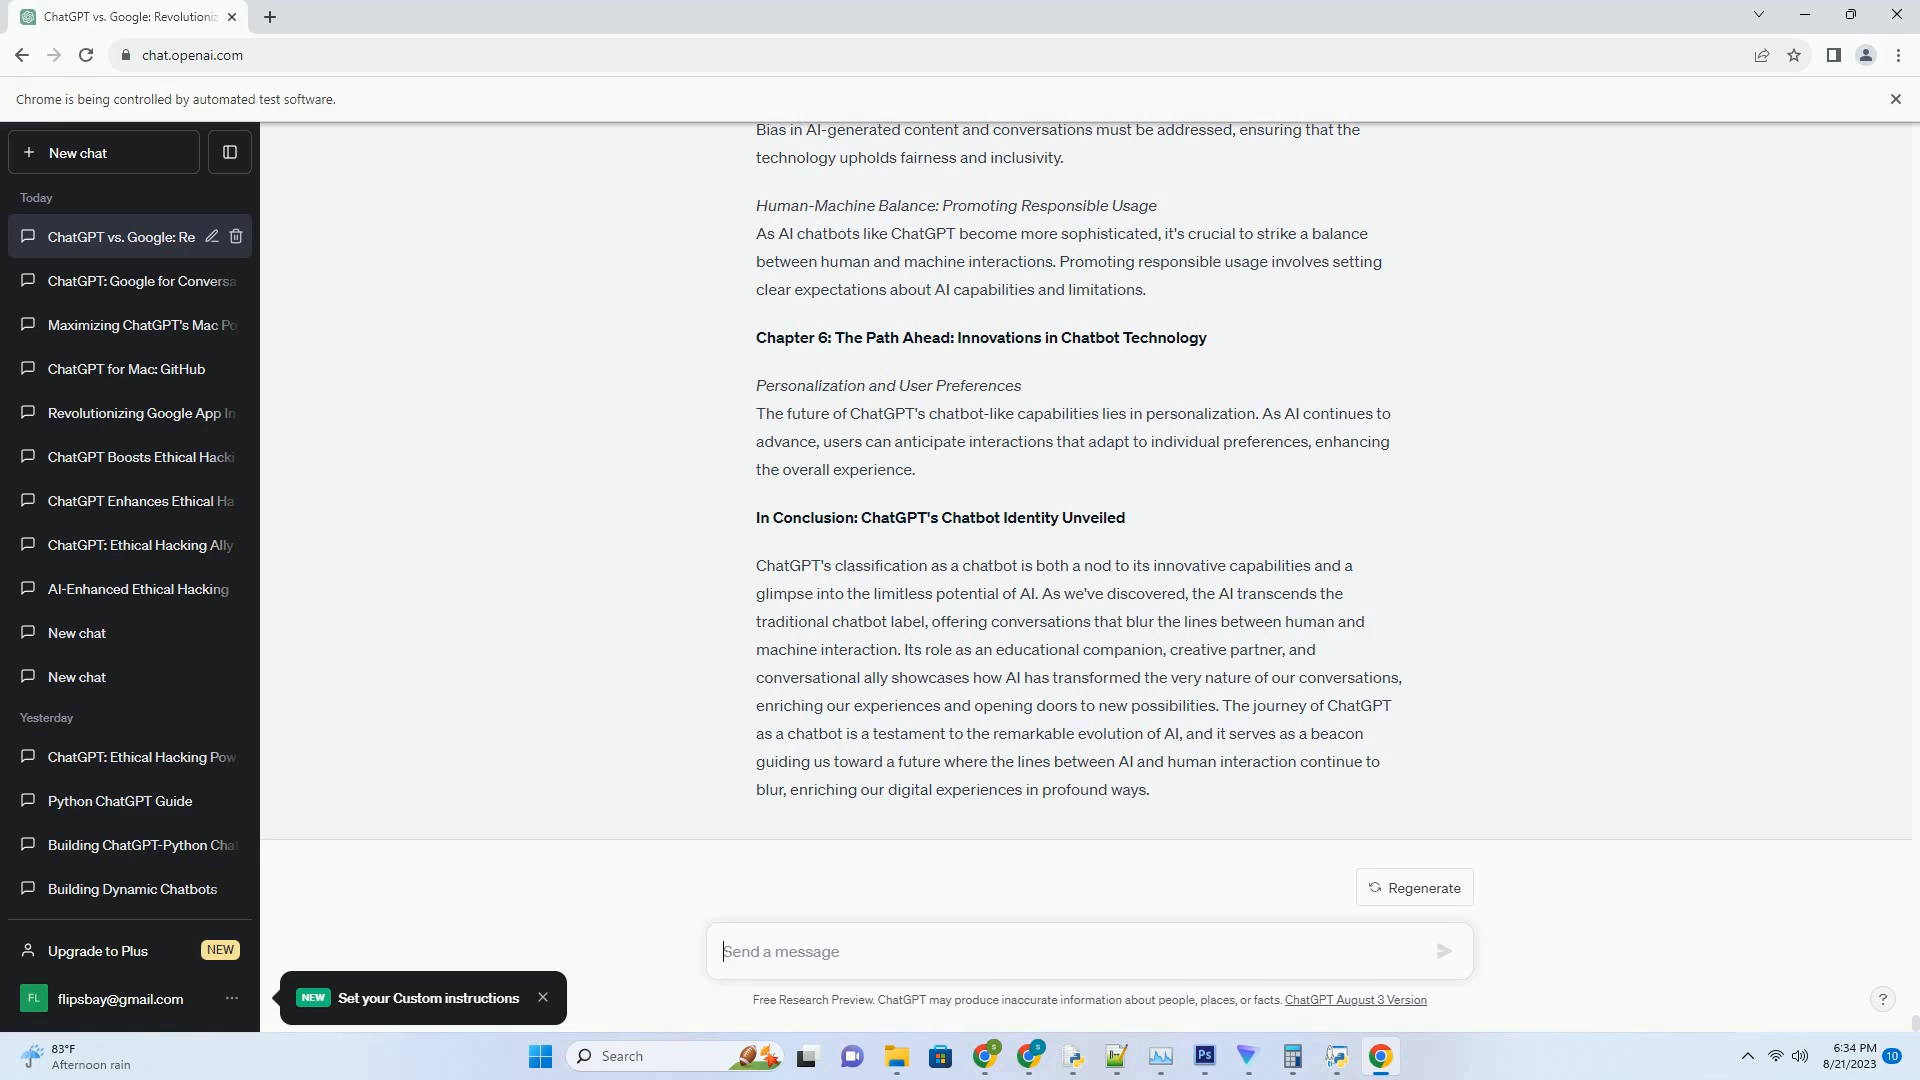 ChatGPT vs. Google: Revolutioniz
chat.openai.com
Chrome is being controlled by automated test software.
New chat
Today
ChatGPT vs. Google: Re
ChatGPT: Google for Conversa
Maximizing ChatGPT's Mac Po
ChatGPT for Mac: GitHub
Revolutionizing Google App In
ChatGPT Boosts Ethical Hacki
ChatGPT Enhances Ethical Ha
ChatGPT: Ethical Hacking Ally
AI-Enhanced Ethical Hacking
New chat
New chat
Yesterday
ChatGPT: Ethical Hacking Pow
Python ChatGPT Guide
Building ChatGPT-Python Cha
Building Dynamic Chatbots
Upgrade to Plus NEW
FL flipsbay@gmail.com
Bias in AI-generated content and conversations must be addressed, ensuring that the
technology upholds fairness and inclusivity.
Human-Machine Balance: Promoting Responsible Usage
As AI chatbots like ChatGPT become more sophisticated, it's crucial to strike a balance
between human and machine interactions. Promoting responsible usage involves setting
clear expectations about AI capabilities and limitations.
Chapter 6: The Path Ahead: Innovations in Chatbot Technology
Personalization and User Preferences
The future of ChatGPT's chatbot-like capabilities lies in personalization. As AI continues to
advance, users can anticipate interactions that adapt to individual preferences, enhancing
the overall experience.
In Conclusion: ChatGPT's Chatbot Identity Unveiled
ChatGPT's classification as a chatbot is both a nod to its innovative capabilities and a
glimpse into the limitless potential of AI. As we've discovered, the AI transcends the
traditional chatbot label, offering conversations that blur the lines between human and
machine interaction. Its role as an educational companion, creative partner, and
conversational ally showcases how AI has transformed the very nature of our conversations,
enriching our experiences and opening doors to new possibilities. The journey of ChatGPT
as a chatbot is a testament to the remarkable evolution of AI, and it serves as a beacon
guiding us toward a future where the lines between AI and human interaction continue to
blur, enriching our digital experiences in profound ways.
Regenerate
Send a message
NEW Set your Custom instructions
Free Research Preview. ChatGPT may produce inaccurate information about people, places, or facts. ChatGPT August 3 Version
?
83°F
Afternoon rain
Search
S
S
Ps
6:34 PM
8/21/2023
10